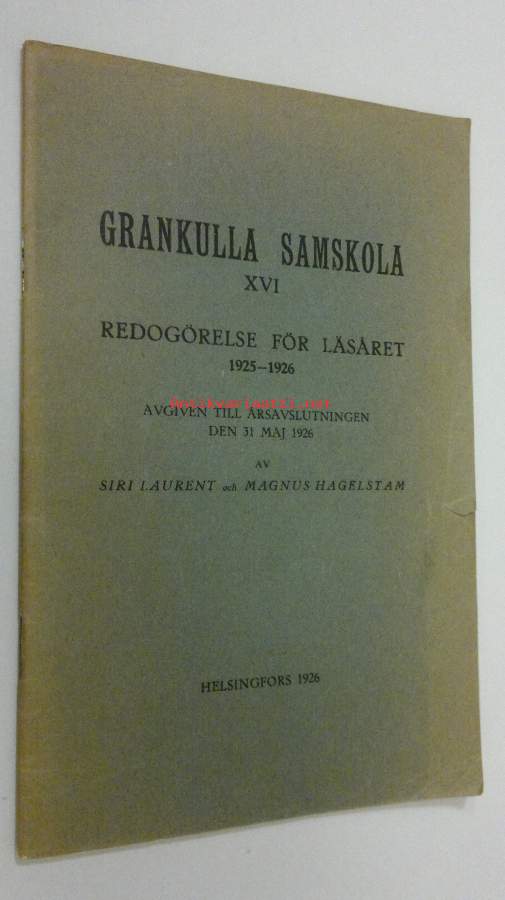 GRANKULLA SAMSKOLA
XVI
REDOGÖRELSE FÖR LÄSÅRET
1925—1926
AVGIVEN TILL ÅRSAVSLUTNINGEN
DEN 31 MAJ 1926
AV
SIRI LAURENT och MAGNUS HAGELSTAM
HELSINGFORS 1926